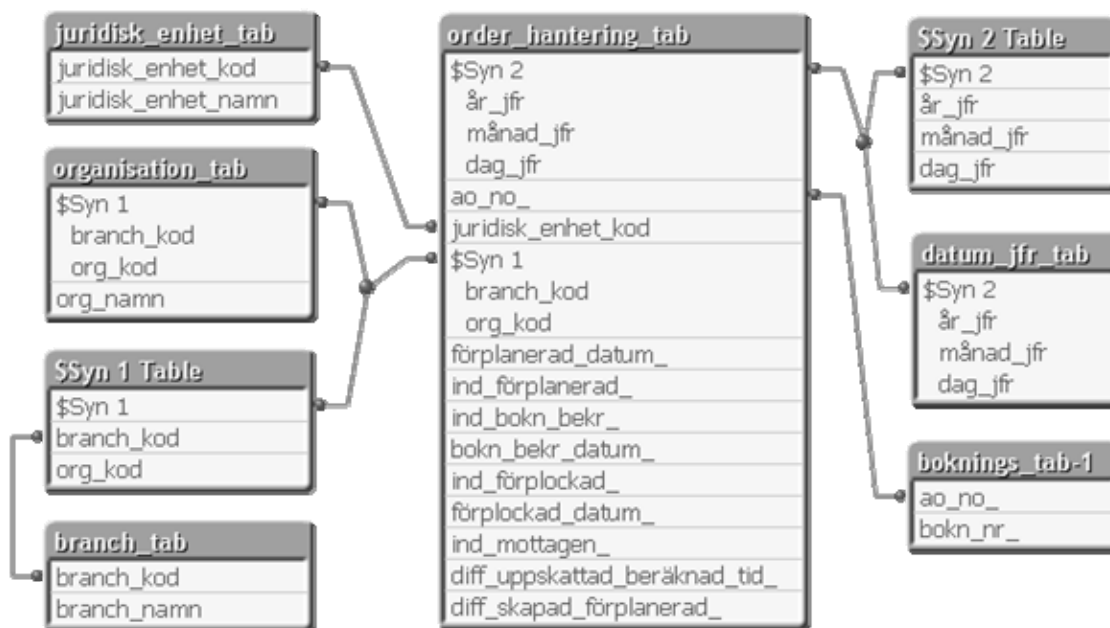 juridisk_enhet_tab
juridisk_enhet_kod
juridisk_enhet_namn
organisation_tab
$Syn 1
branch_kod
org_kod
org_namn
$Syn 1 Table
$Syn 1
branch_kod
org_kod
branch_tab
branch_kod
branch_namn
order_hantering_tab
$Syn 2
år_jfr
månad_jfr
dag_jfr
ao_no_
juridisk_enhet_kod
$Syn 1
branch_kod
org_kod
förplanerad_datum_
ind_förplanerad_
ind_bokn_bekr_
bokn_bekr_datum_
ind_förplockad_
förplockad_datum_
ind_mottagen_
diff_uppskattad_beräknad_tid_
diff_skapad_förplanerad_
$Syn 2 Table
$Syn 2
år_jfr
månad_jfr
dag_jfr
datum_jfr_tab
$Syn 2
år_jfr
månad_jfr
dag_jfr
boknings_tab-1
ao_no_
bokn_nr_